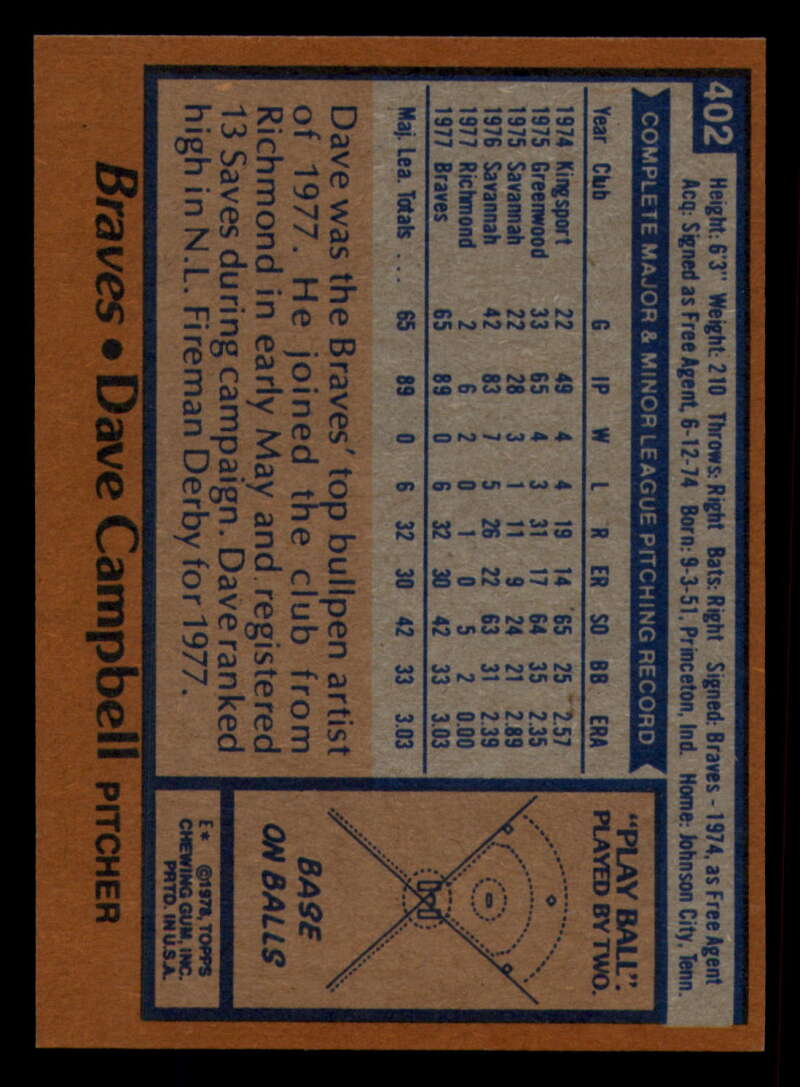 402
Height: 6'3" Weight: 210 Throws: Right Bats: Right Signed: Braves - 1974, as Free Agent
Acq: Signed as Free Agent, 6-12-74 Born: 9-3-51, Princeton, Ind. Home: Johnson City, Tenn.
COMPLETE MAJOR & MINOR LEAGUE PITCHING RECORD
Year Club G IP W L R ER SO BB ERA
1974 Kingsport 22 49 4 4 19 14 65 25 2.57
1975 Greenwood 33 65 4 3 31 17 64 35 2.35
1975 Savannah 22 28 3 1 11 9 24 21 2.89
1976 Savannah 42 83 7 5 26 22 63 31 2.39
1977 Richmond 2 6 2 0 1 0 5 2 0.00
1977 Braves 65 89 0 6 32 30 42 33 3.03
Maj. Lea. Totals ... 65 89 0 6 32 30 42 33 3.03
Dave was the Braves' top bullpen artist
of 1977. He joined the club from
Richmond in early May and registered
13 Saves during campaign. Dave ranked
high in N.L. Fireman Derby for 1977.
"PLAY BALL":
PLAYED BY TWO.
BASE
ON BALLS
E* ©1978, TOPPS
CHEWING GUM, INC.
PRTD. IN U.S.A.
Braves • Dave Campbell PITCHER